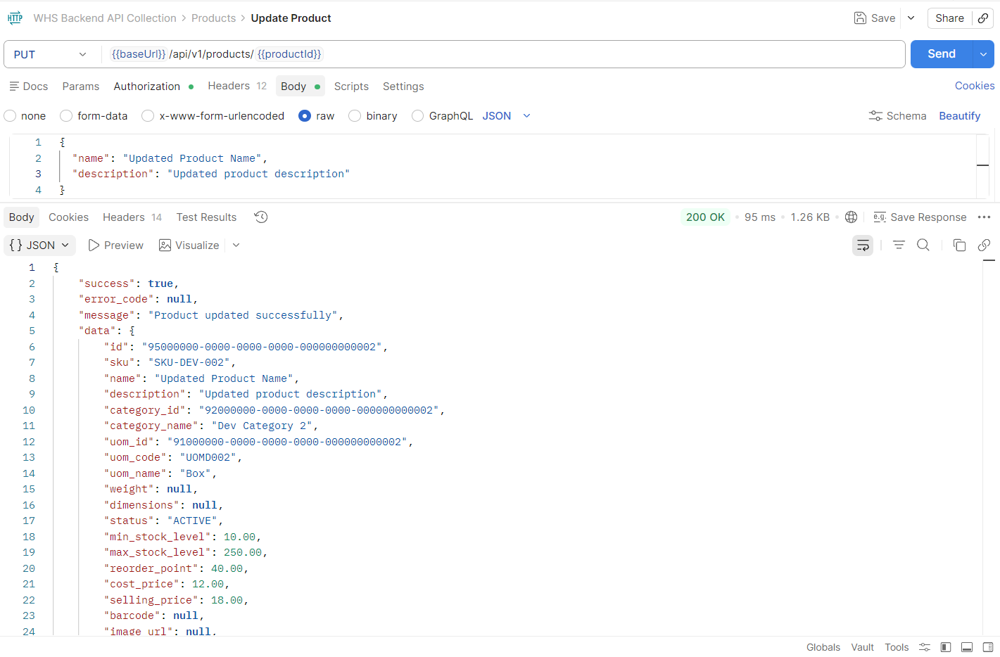 HTTP WHS Backend API Collection > Products > Update Product Save Share
PUT {{baseUrl}} /api/v1/products/ {{productId}} Send
Docs Params Authorization Headers 12 Body Scripts Settings Cookies
none form-data x-www-form-urlencoded raw binary GraphQL JSON Schema Beautify
1 {
2 "name": "Updated Product Name",
3 "description": "Updated product description"
4 }
Body Cookies Headers 14 Test Results 200 OK • 95 ms • 1.26 KB • e.g. Save Response
{} JSON Preview Visualize
1 {
2 "success": true,
3 "error_code": null,
4 "message": "Product updated successfully",
5 "data": {
6 "id": "95000000-0000-0000-0000-000000000002",
7 "sku": "SKU-DEV-002",
8 "name": "Updated Product Name",
9 "description": "Updated product description",
10 "category_id": "92000000-0000-0000-0000-000000000002",
11 "category_name": "Dev Category 2",
12 "uom_id": "91000000-0000-0000-0000-000000000002",
13 "uom_code": "UOMD002",
14 "uom_name": "Box",
15 "weight": null,
16 "dimensions": null,
17 "status": "ACTIVE",
18 "min_stock_level": 10.00,
19 "max_stock_level": 250.00,
20 "reorder_point": 40.00,
21 "cost_price": 12.00,
22 "selling_price": 18.00,
23 "barcode": null,
24 "image_url": null,
Globals Vault Tools